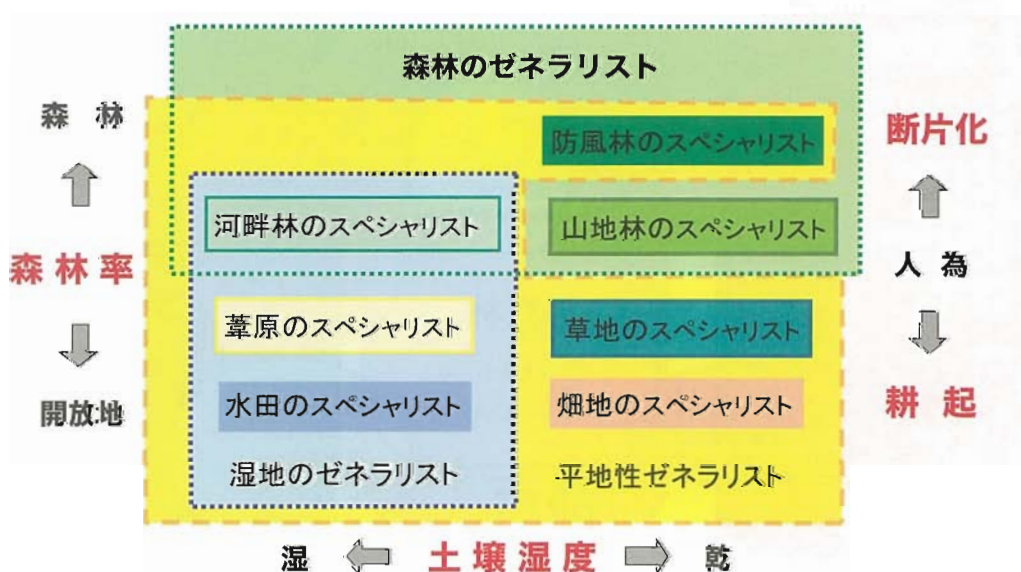 森林のゼネラリスト
森林
防風林のスペシャリスト
断片化
河畔林のスペシャリスト
山地林のスペシャリスト
森林率
人為
葦原のスペシャリスト
草地のスペシャリスト
開放地
水田のスペシャリスト
畑地のスペシャリスト
耕起
湿地のゼネラリスト
平地性ゼネラリスト
湿
土壌湿度
乾